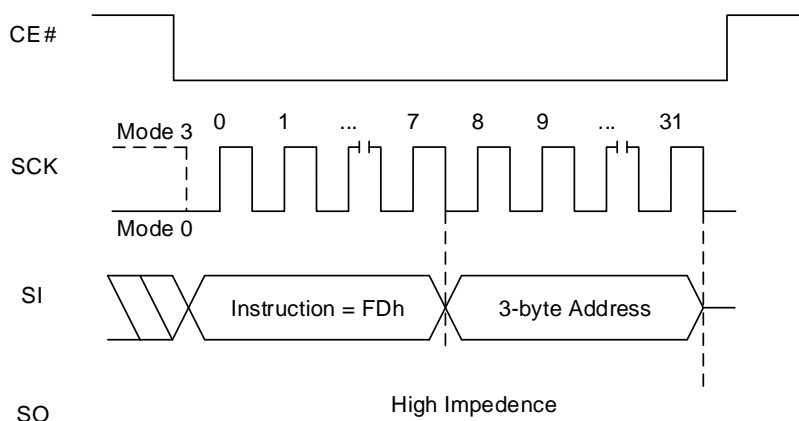 CE#
0 1 ... 7 8 9 ... 31
Mode 3
SCK
Mode 0
SI
Instruction = FDh
3-byte Address
High Impedence
SO